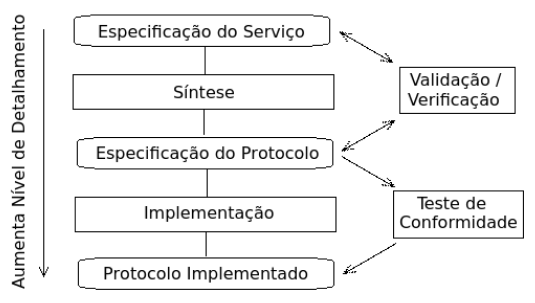 Aumenta Nível de Detalhamento
Especificação do Serviço
Síntese
Especificação do Protocolo
Implementação
Protocolo Implementado
Validação /
Verificação
Teste de
Conformidade